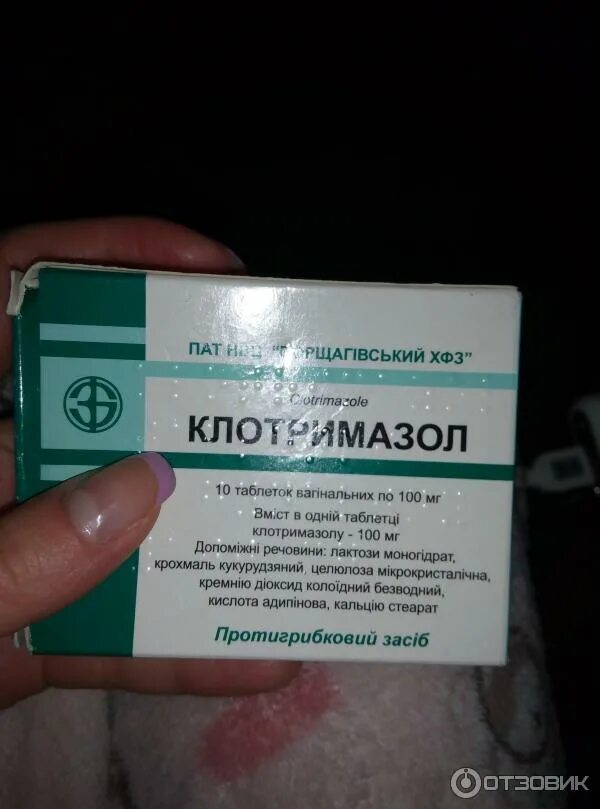 ПАТ НВЦ "БОРЩАГІВСЬКИЙ ХФЗ"
Clotrimazole
КЛОТРИМАЗОЛ
10 таблеток вагінальних по 100 мг
Вміст в одній таблетці
клотримазолу - 100 мг
Допоміжні речовини: лактози моногідрат,
крохмаль кукурудзяний, целюлоза мікрокристалічна,
кремнію діоксид колоїдний безводний,
кислота адипінова, кальцію стеарат
Протигрибковий засіб
ОТЗОВИК